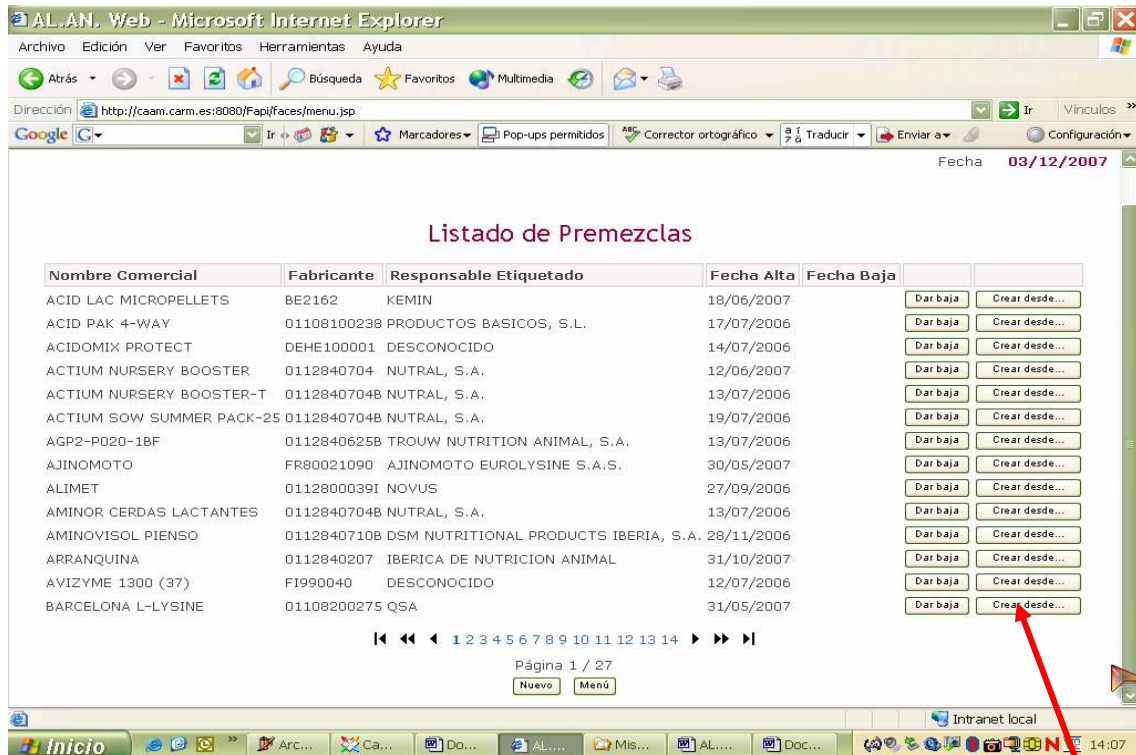 AL.AN. Web - Microsoft Internet Explorer
Archivo Edición Ver Favoritos Herramientas Ayuda
Atrás Búsqueda Favoritos Multimedia
Dirección http://caam.carm.es:8080/Fapi/faces/menu.jsp Ir Vínculos »
Google G Ir Marcadores Pop-ups permitidos ABC Corrector ortográfico Traducir Enviar a Configuración
Fecha 03/12/2007
Listado de Premezclas
Nombre Comercial Fabricante Responsable Etiquetado Fecha Alta Fecha Baja
ACID LAC MICROPELLETS BE2162 KEMIN 18/06/2007 Dar baja Crear desde...
ACID PAK 4-WAY 01108100238 PRODUCTOS BASICOS, S.L. 17/07/2006 Dar baja Crear desde...
ACIDOMIX PROTECT DEHE100001 DESCONOCIDO 14/07/2006 Dar baja Crear desde...
ACTIUM NURSERY BOOSTER 0112840704 NUTRAL, S.A. 12/06/2007 Dar baja Crear desde...
ACTIUM NURSERY BOOSTER-T 0112840704B NUTRAL, S.A. 13/07/2006 Dar baja Crear desde...
ACTIUM SOW SUMMER PACK-25 0112840704B NUTRAL, S.A. 19/07/2006 Dar baja Crear desde...
AGP2-P020-1BF 0112840625B TROUW NUTRITION ANIMAL, S.A. 13/07/2006 Dar baja Crear desde...
AJINOMOTO FR80021090 AJINOMOTO EUROLYSINE S.A.S. 30/05/2007 Dar baja Crear desde...
ALIMET 0112800039I NOVUS 27/09/2006 Dar baja Crear desde...
AMINOR CERDAS LACTANTES 0112840704B NUTRAL, S.A. 13/07/2006 Dar baja Crear desde...
AMINOVISOL PIENSO 0112840710B DSM NUTRITIONAL PRODUCTS IBERIA, S.A. 28/11/2006 Dar baja Crear desde...
ARRANQUINA 0112840207 IBERICA DE NUTRICION ANIMAL 31/10/2007 Dar baja Crear desde...
AVIZYME 1300 (37) FI990040 DESCONOCIDO 12/07/2006 Dar baja Crear desde...
BARCELONA L-LYSINE 01108200275 QSA 31/05/2007 Dar baja Crear desde...
1 2 3 4 5 6 7 8 9 10 11 12 13 14
Página 1 / 27
Nuevo Menú
Intranet local
Inicio » Arc... Ca... Do... AL.... Mis... AL... Doc... 14:07